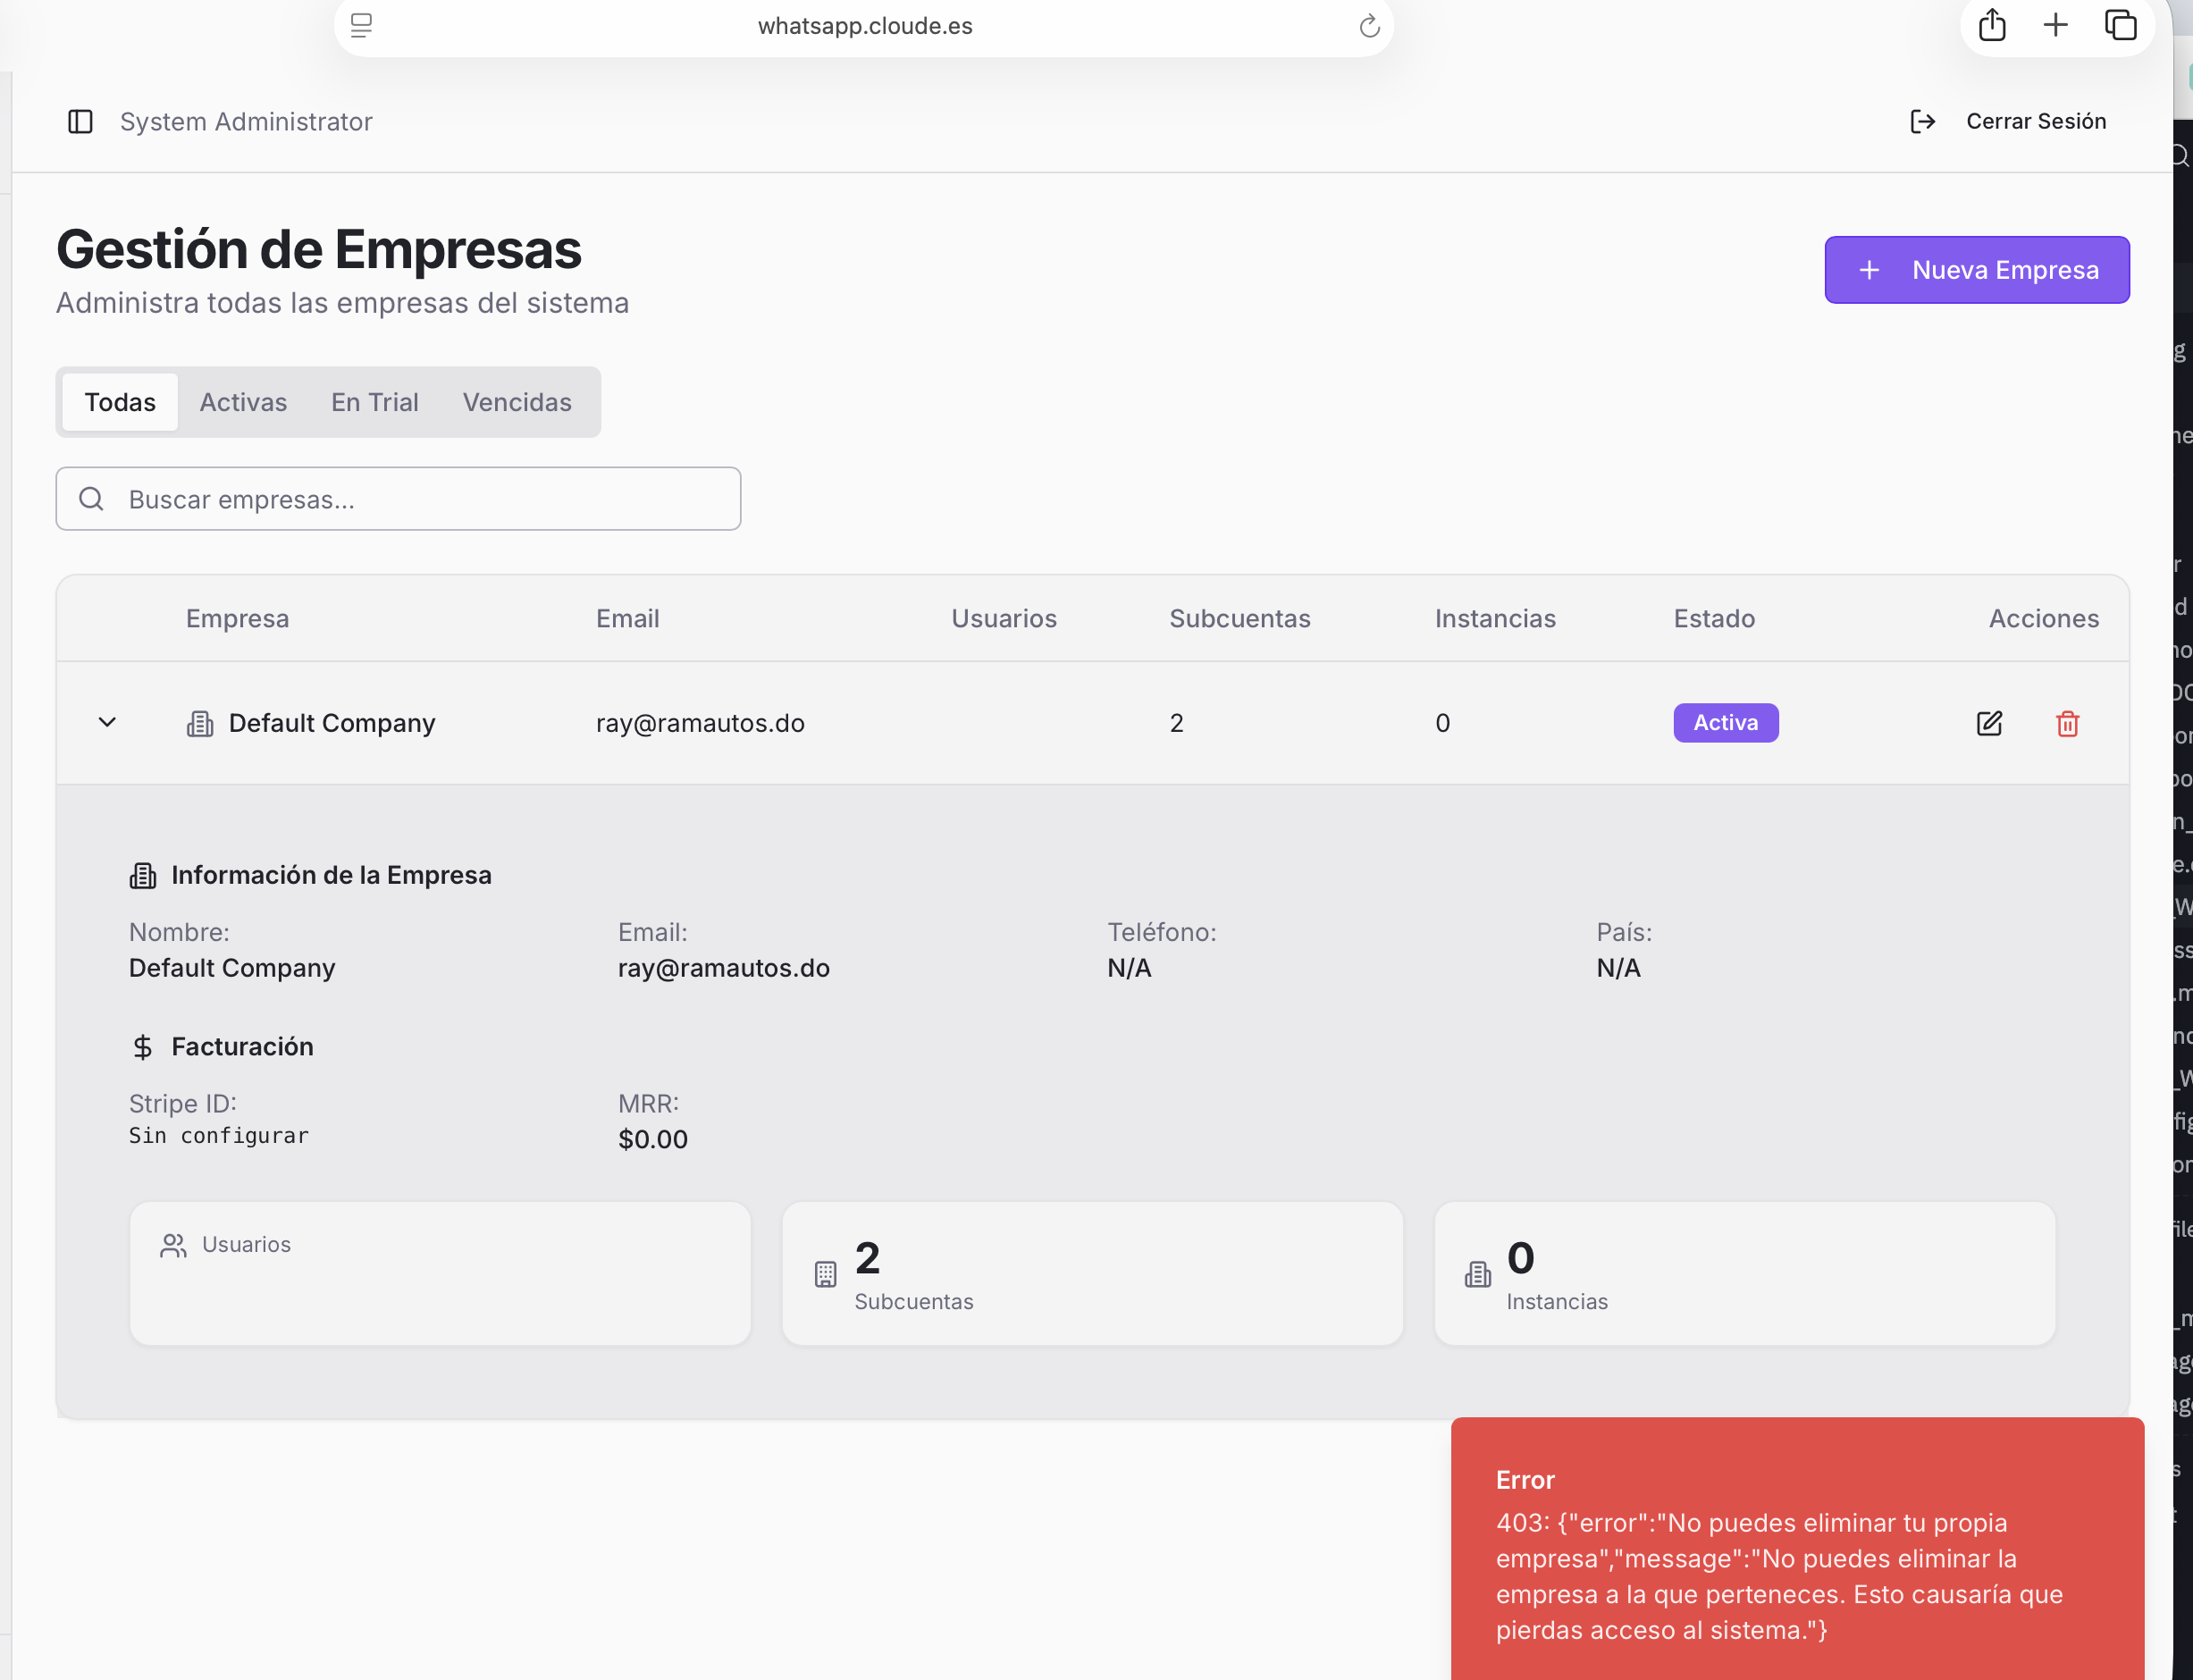 whatsapp.cloude.es
System Administrator
Cerrar Sesión
Gestión de Empresas
Administra todas las empresas del sistema
Nueva Empresa
Todas Activas En Trial Vencidas
Buscar empresas...
Empresa Email Usuarios Subcuentas Instancias Estado Acciones
Default Company ray@ramautos.do 2 0 Activa
Información de la Empresa
Nombre: Email: Teléfono: País:
Default Company ray@ramautos.do N/A N/A
Facturación
Stripe ID: MRR:
Sin configurar $0.00
Usuarios
2
Subcuentas
0
Instancias
Error
403: {"error":"No puedes eliminar tu propia
empresa","message":"No puedes eliminar la
empresa a la que perteneces. Esto causaría que
pierdas acceso al sistema."}